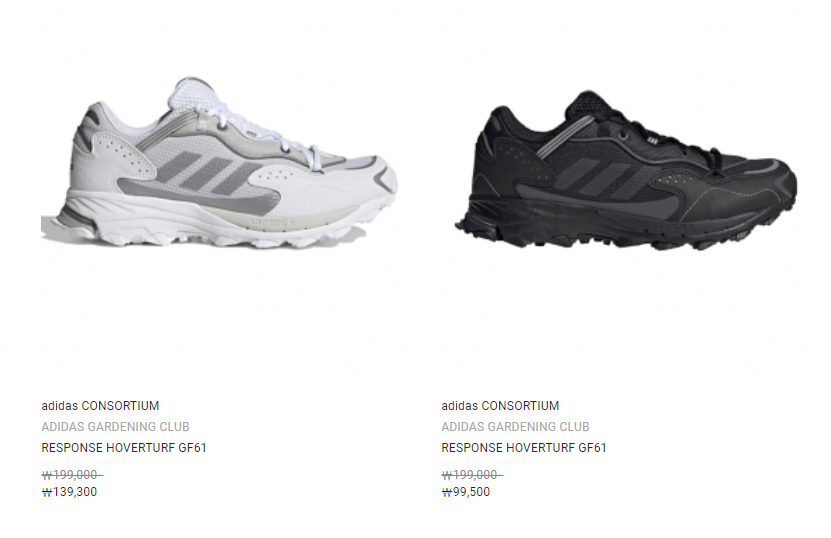 adidas CONSORTIUM
ADIDAS GARDENING CLUB
RESPONSE HOVERTURF GF61
₩199,000
₩139,300
adidas CONSORTIUM
ADIDAS GARDENING CLUB
RESPONSE HOVERTURF GF61
₩199,000
₩99,500